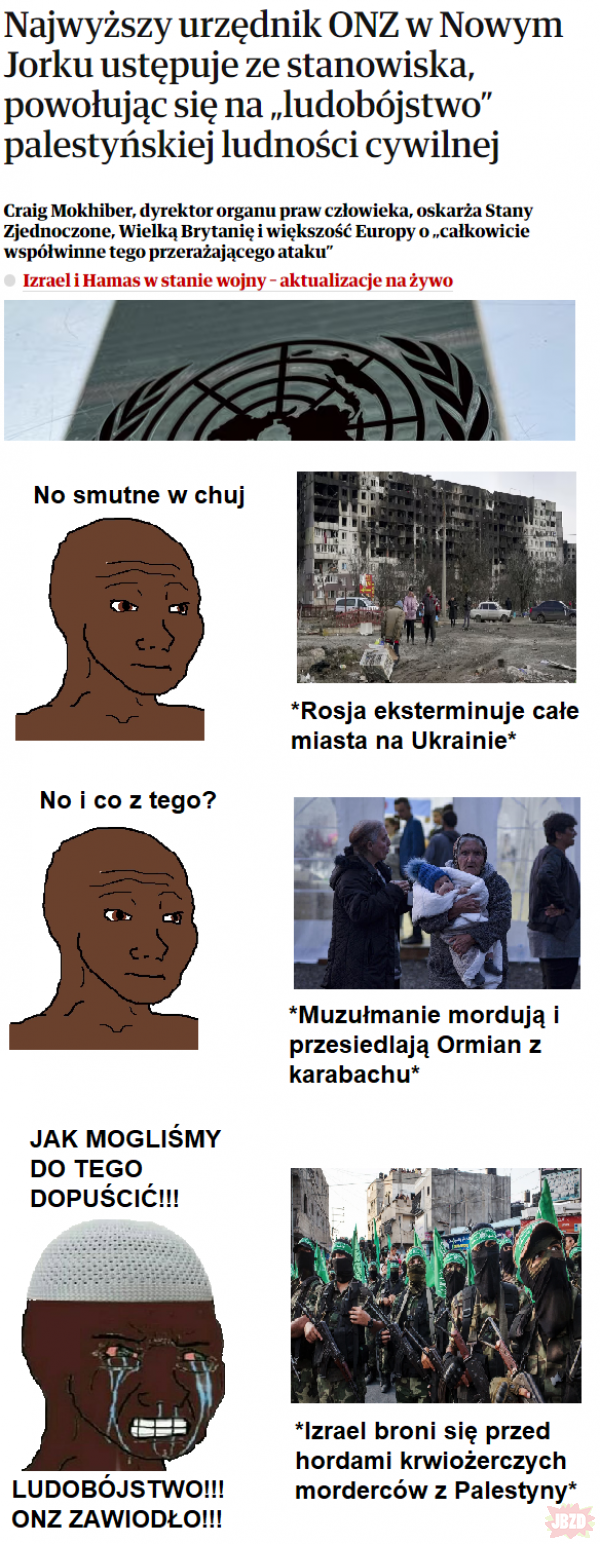 Najwyższy urzędnik ONZ w Nowym
Jorku ustępuje ze stanowiska,
powołując się na „ludobójstwo”
palestyńskiej ludności cywilnej
Craig Mokhiber, dyrektor organu praw człowieka, oskarża Stany
Zjednoczone, Wielką Brytanię i większość Europy o „całkowicie
współwinne tego przerażającego ataku”
Izrael i Hamas w stanie wojny – aktualizacje na żywo
No smutne w chuj
*Rosja eksterminuje całe
miasta na Ukrainie*
No i co z tego?
*Muzułmanie mordują i
przesiedlają Ormian z
karabachu*
JAK MOGLIŚMY
DO TEGO
DOPUŚCIĆ!!!
*Izrael broni się przed
hordami krwiożerczych
morderców z Palestyny*
LUDOBÓJSTWO!!!
ONZ ZAWIODŁO!!!
JBZD